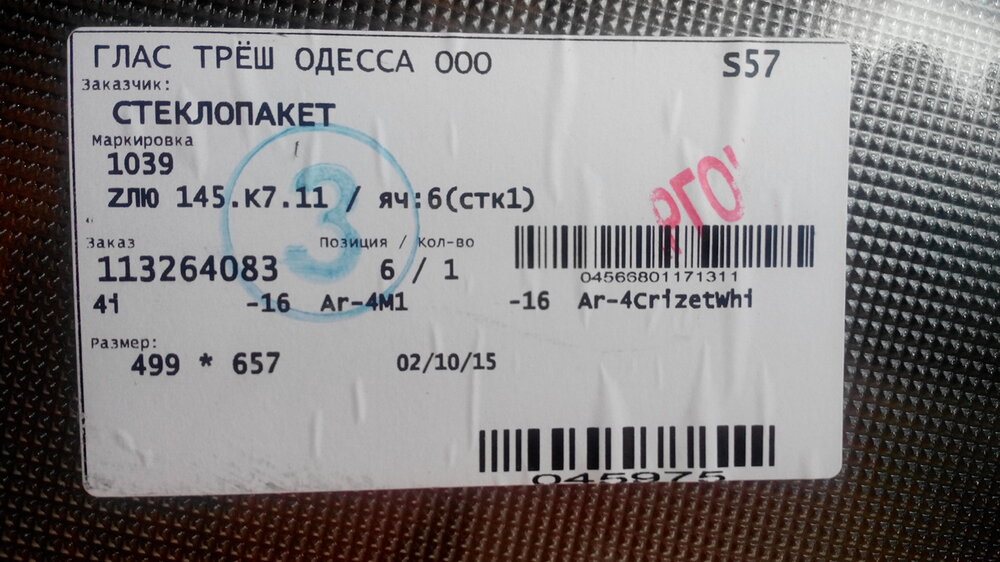 ГЛАС ТРЁШ ОДЕССА ООО S57
Заказчик:
СТЕКЛОПАКЕТ
Маркировка
1039
ZЛЮ 145.К7.11 / яч:6(стк1)
3
РГО
Заказ Позиция / Кол-во
113264083 6 / 1
04566801171311
4i -16 Ar-4M1 -16 Ar-4CrizetWhi
Размер:
499 * 657 02/10/15
045975